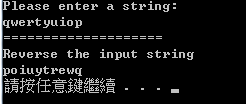 Please enter a string:
qwertyuiop
====================
Reverse the input string
poiuytrewq
請按任意鍵繼續 . . .